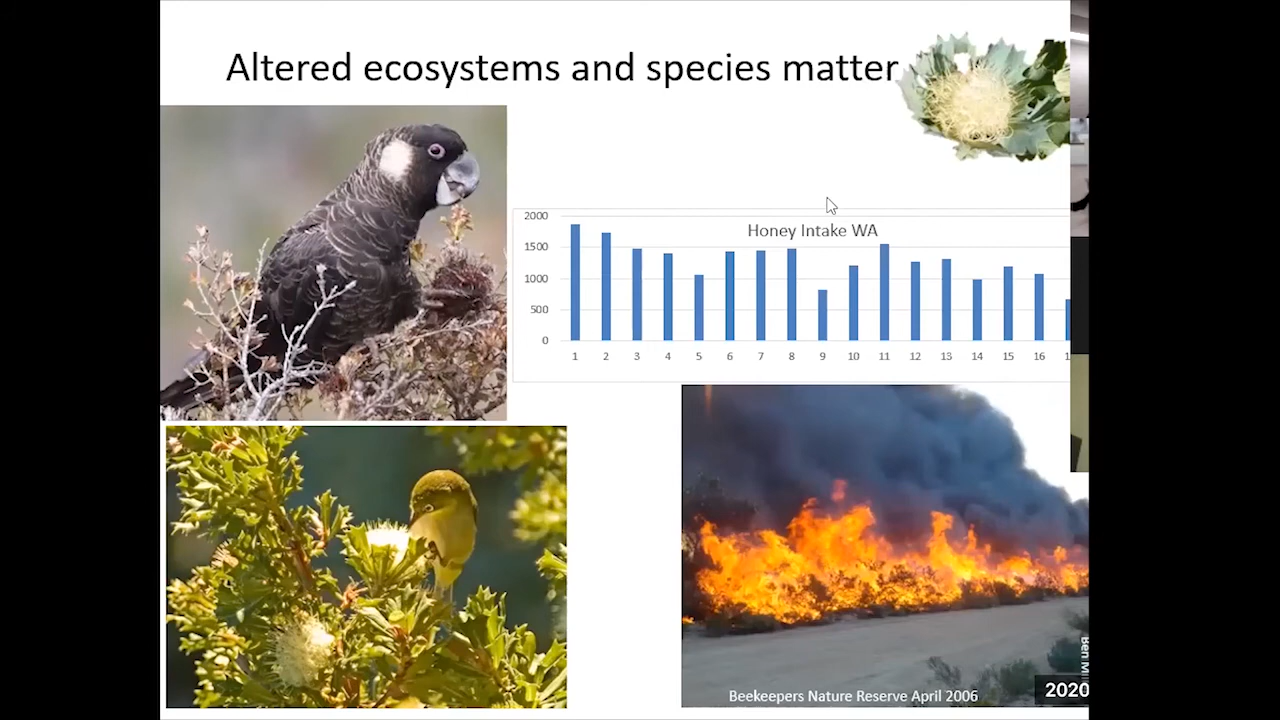 Altered ecosystems and species matter
Honey Intake WA
2000
1500
1000
500
0
1 2 3 4 5 6 7 8 9 10 11 12 13 14 15 16
Beekeepers Nature Reserve April 2006
Ben
2020